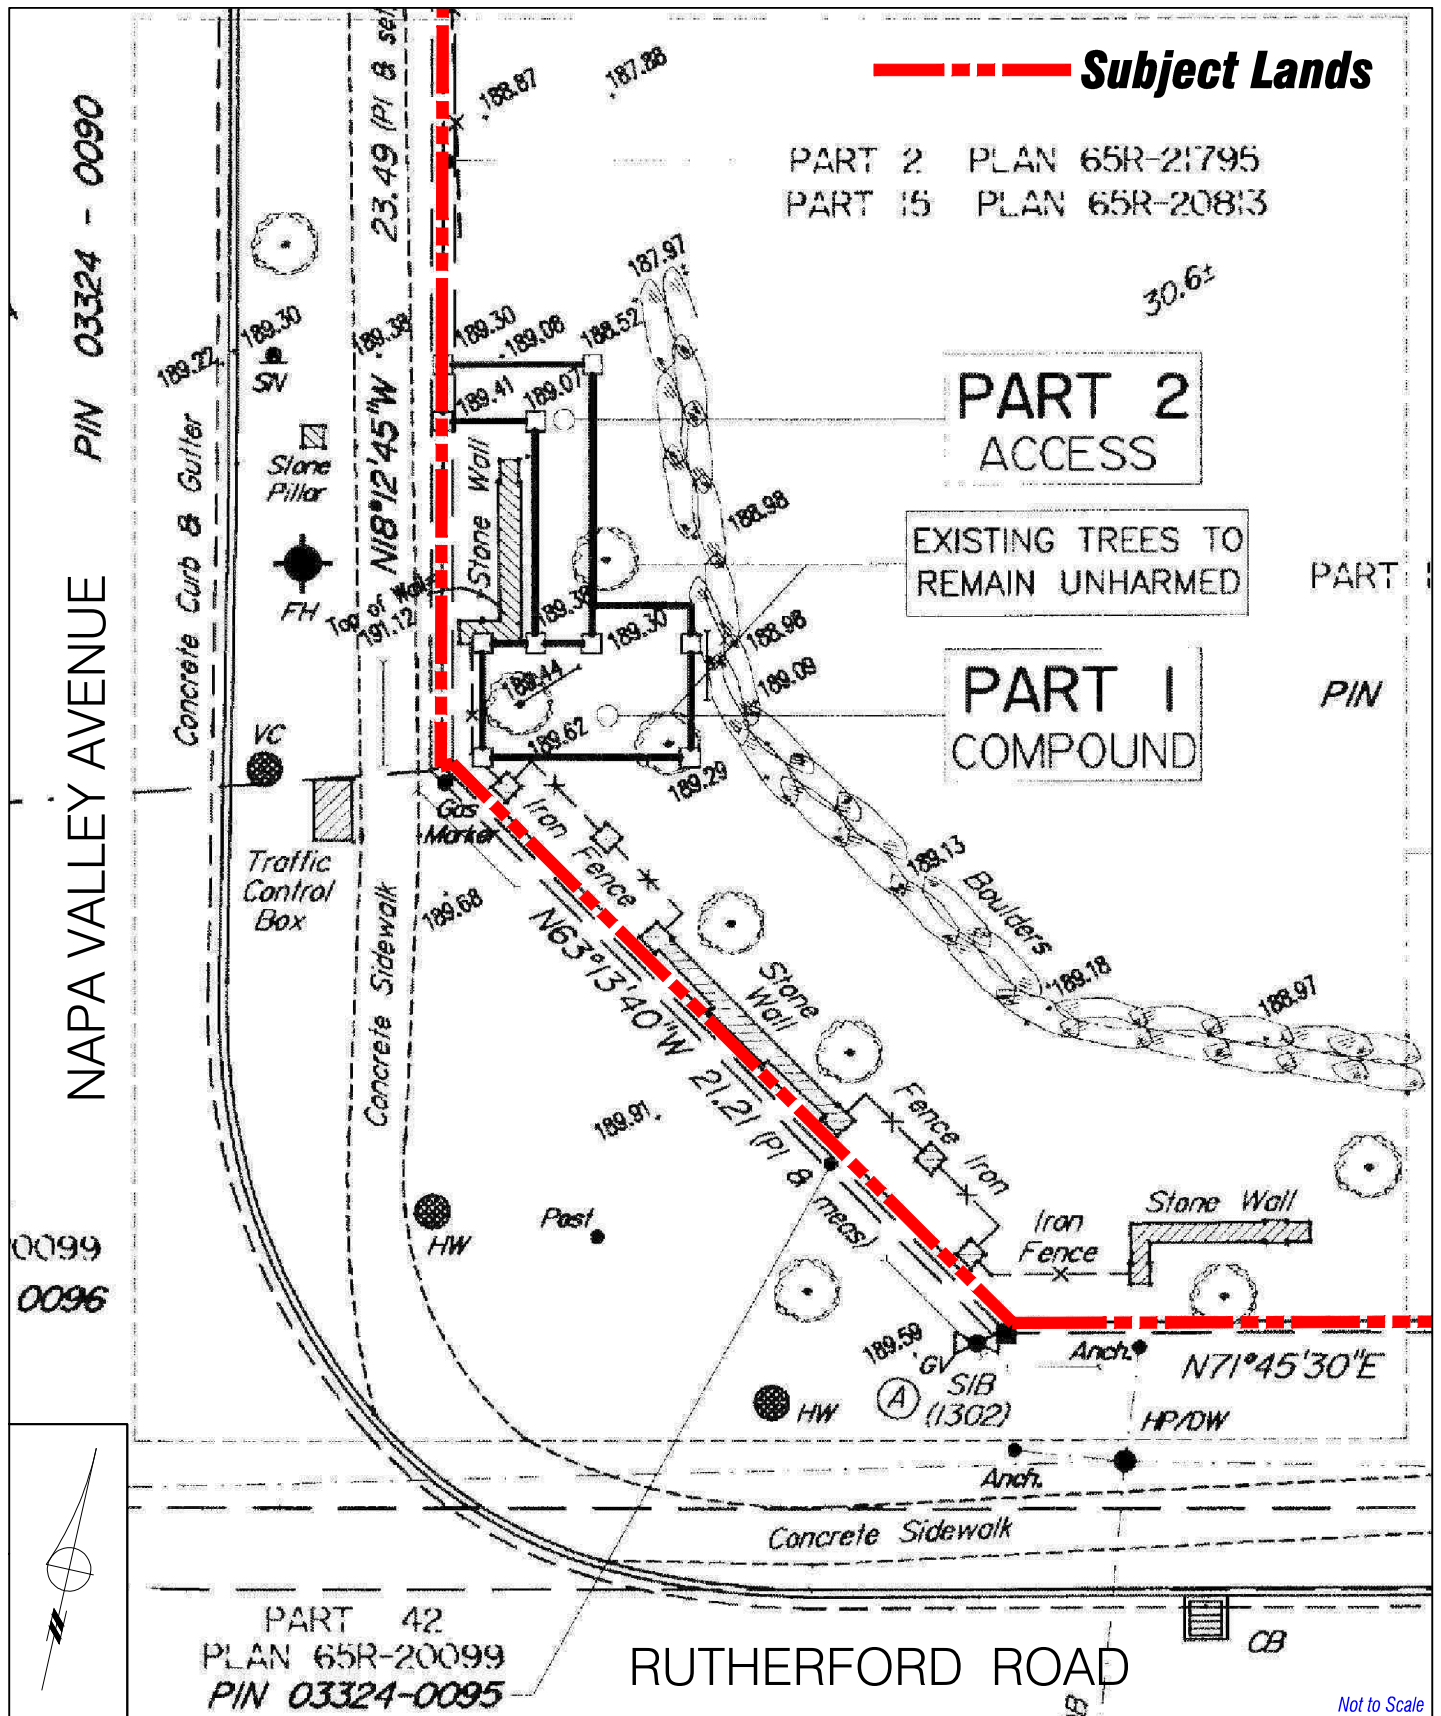 Subject Lands
187.88
188.87
23.49 (P1 & set
PART 2 PLAN 65R-21795
PART 15 PLAN 65R-20813
PIN 03324 - 0090
187.97
30.6±
189.30
189.22
189.38
189.30
189.08
188.52
SN
PART 2
ACCESS
189.41
189.07
N18°12'45"W
Stone Wall
Stone
Pillar
Concrete Curb & Gutter
188.98
EXISTING TREES TO
REMAIN UNHARMED
PART
FH
Top of Wall=
191.12
189.38
189.30
188.98
NAPA VALLEY AVENUE
189.44
189.09
PART 1
COMPOUND
PIN
VC
189.62
189.29
Gas
Marker
Iron
Fence
Traffic
Control
Box
189.68
189.13
Boulders
Concrete Sidewalk
N63°13'40"W 21.21 (P1 & meas)
Stone
Wall
189.18
188.97
189.91
Fence Iron
Post
HW
Iron
Fence
Stone Wall
0099
0096
189.59
GV
Anch.
N71°45'30"E
A
SIB
(1302)
HW
HP/DW
Anch.
Concrete Sidewalk
PART 42
PLAN 65R-20099
PIN 03324-0095
RUTHERFORD ROAD
CB
N
Not to Scale